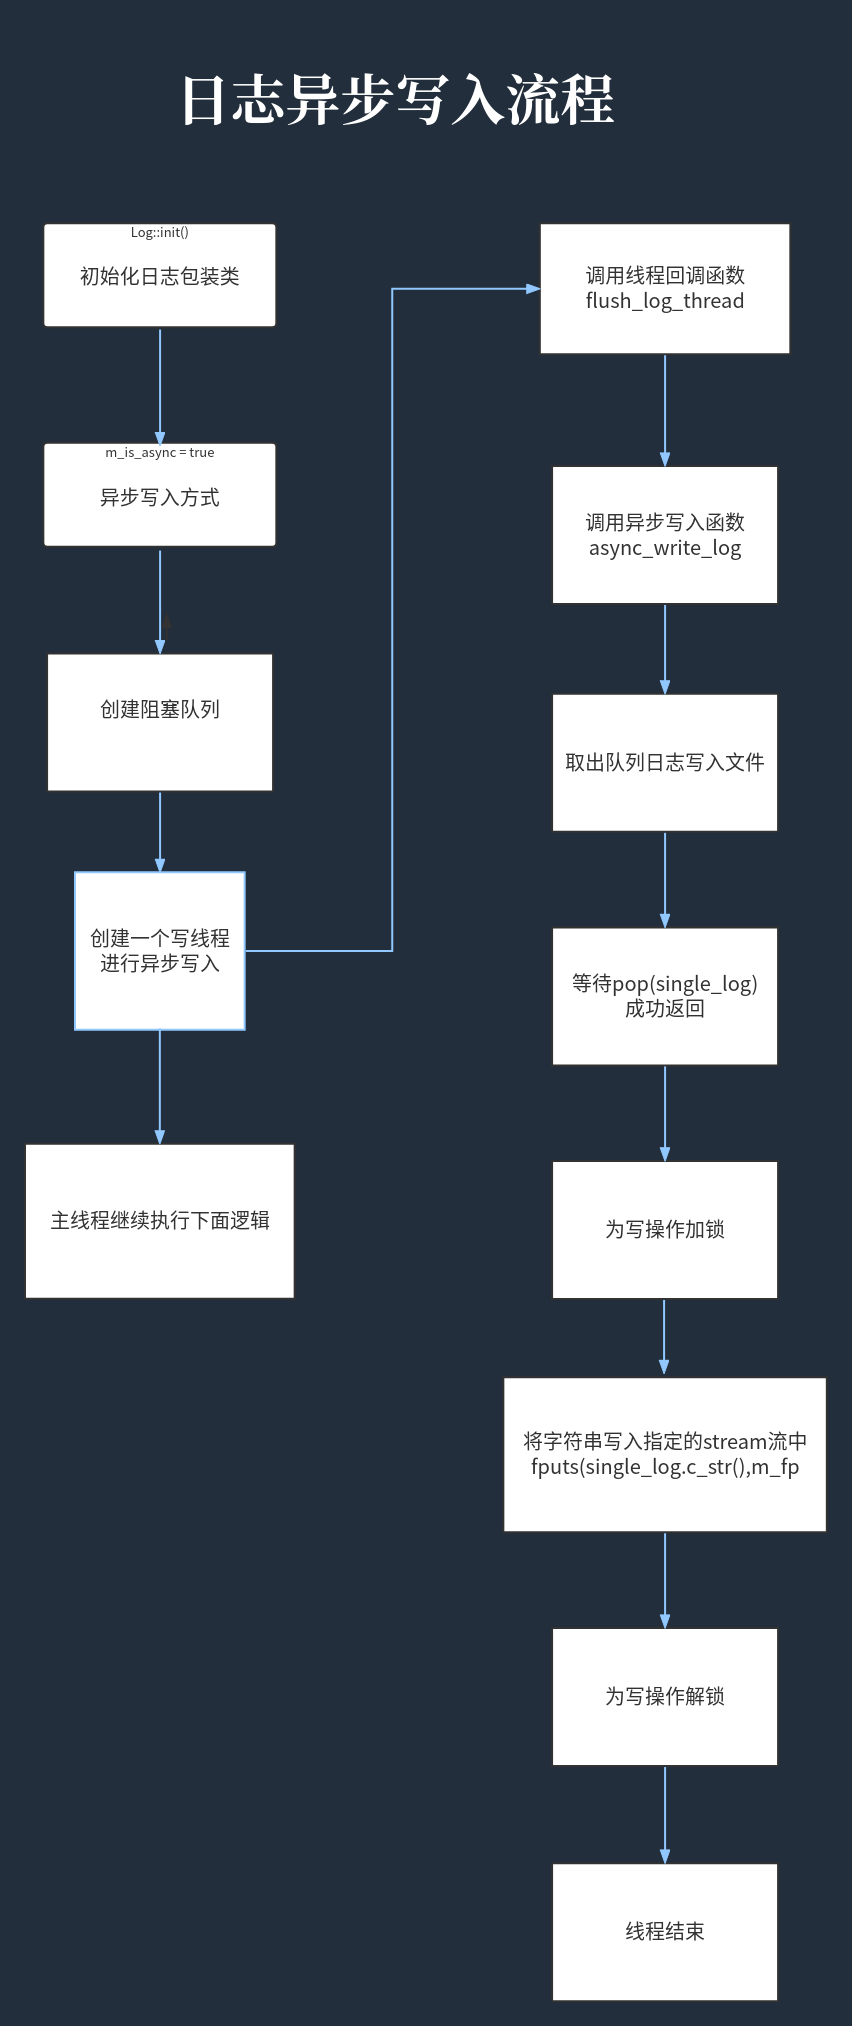 日志异步写入流程
Log::init()
初始化日志包装类
m_is_async = true
异步写入方式
创建阻塞队列
创建一个写线程
进行异步写入
主线程继续执行下面逻辑
调用线程回调函数
flush_log_thread
调用异步写入函数
async_write_log
取出队列日志写入文件
等待pop(single_log)
成功返回
为写操作加锁
将字符串写入指定的stream流中
fputs(single_log.c_str(),m_fp
为写操作解锁
线程结束